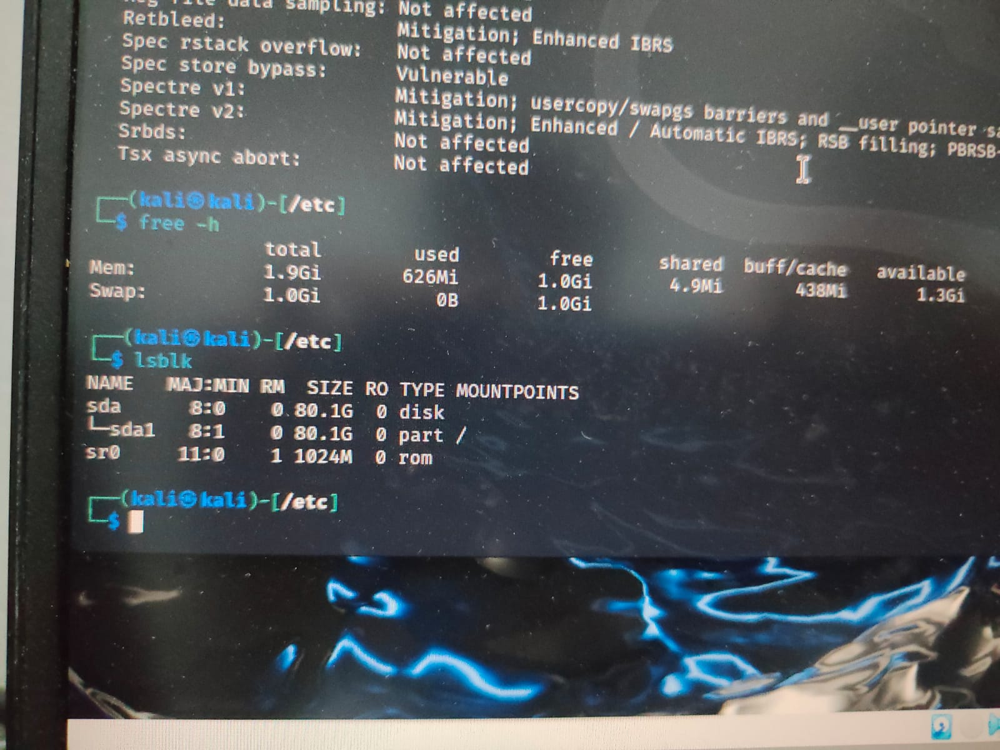 Reg file data sampling: Not affected
Retbleed: Mitigation; Enhanced IBRS
Spec rstack overflow: Not affected
Spec store bypass: Vulnerable
Spectre v1: Mitigation; usercopy/swapgs barriers and __user pointer sa
Spectre v2: Mitigation; Enhanced / Automatic IBRS; RSB filling; PBRSB-
Srbds: Not affected
Tsx async abort: Not affected
┌──(kali㉿kali)-[/etc]
└─$ free -h
total used free shared buff/cache available
Mem: 1.9Gi 626Mi 1.0Gi 4.9Mi 438Mi 1.3Gi
Swap: 1.0Gi 0B 1.0Gi
┌──(kali㉿kali)-[/etc]
└─$ lsblk
NAME MAJ:MIN RM SIZE RO TYPE MOUNTPOINTS
sda 8:0 0 80.1G 0 disk
└─sda1 8:1 0 80.1G 0 part /
sr0 11:0 1 1024M 0 rom
┌──(kali㉿kali)-[/etc]
└─$